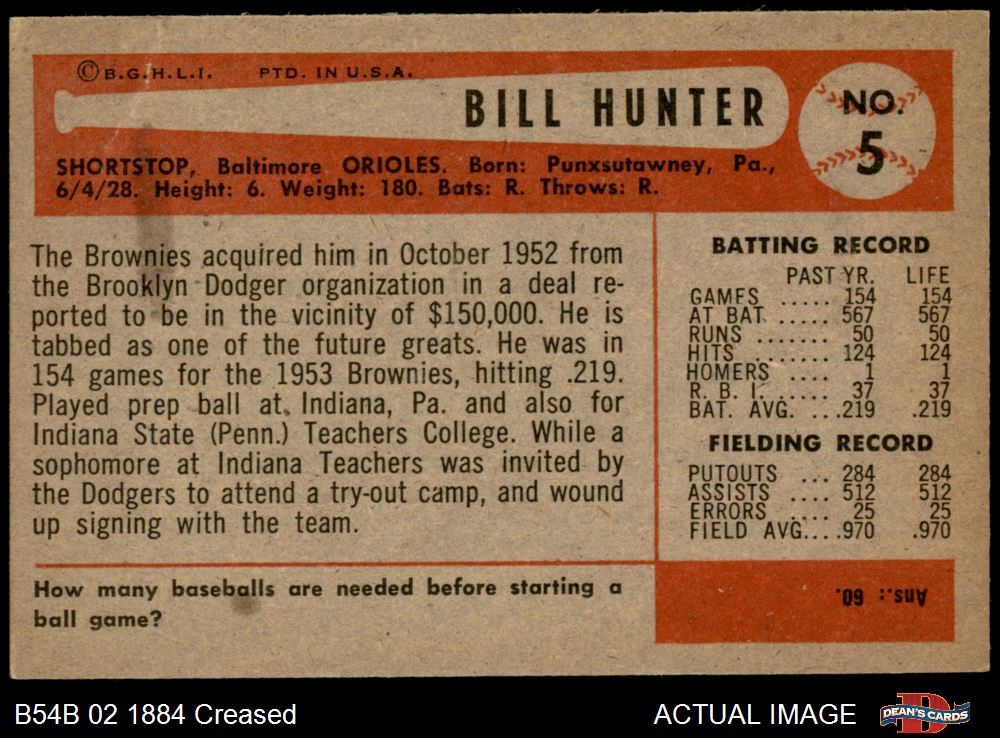 ©B.G.H.L.I. PTD. IN U.S.A.
BILL HUNTER
NO.
5
SHORTSTOP, Baltimore ORIOLES. Born: Punxsutawney, Pa.,
6/4/28. Height: 6. Weight: 180. Bats: R. Throws: R.
The Brownies acquired him in October 1952 from
the Brooklyn Dodger organization in a deal re-
ported to be in the vicinity of $150,000. He is
tabbed as one of the future greats. He was in
154 games for the 1953 Brownies, hitting .219.
Played prep ball at Indiana, Pa. and also for
Indiana State (Penn.) Teachers College. While a
sophomore at Indiana Teachers was invited by
the Dodgers to attend a try-out camp, and wound
up signing with the team.
BATTING RECORD
PAST YR. LIFE
GAMES ..... 154 154
AT BAT ..... 567 567
RUNS ....... 50 50
HITS ....... 124 124
HOMERS .... 1 1
R. B. I. ..... 37 37
BAT. AVG. ...219 .219
FIELDING RECORD
PUTOUTS ... 284 284
ASSISTS .... 512 512
ERRORS .... 25 25
FIELD AVG....970 .970
How many baseballs are needed before starting a
ball game?
Ans.: 60.
B54B 02 1884 Creased
ACTUAL IMAGE
DEAN'S CARDS